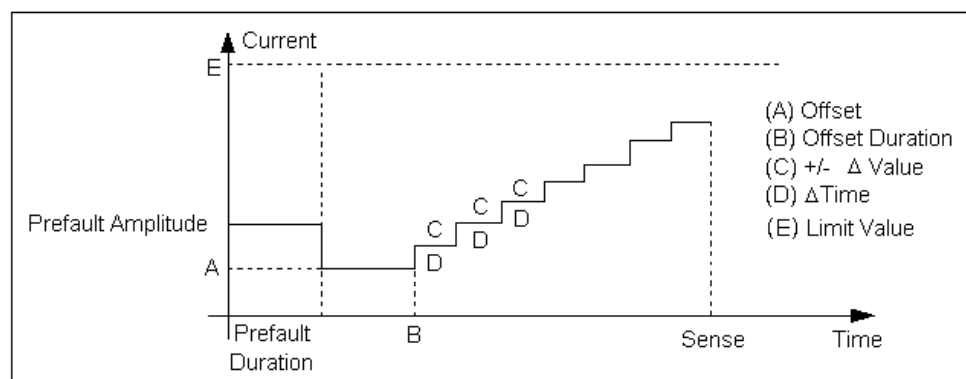 Current
E
(A) Offset
(B) Offset Duration
(C) +/- Δ Value
(D) ΔTime
(E) Limit Value
Prefault Amplitude
C
C
C
D
D
D
A
Prefault
Duration
B
Sense
Time